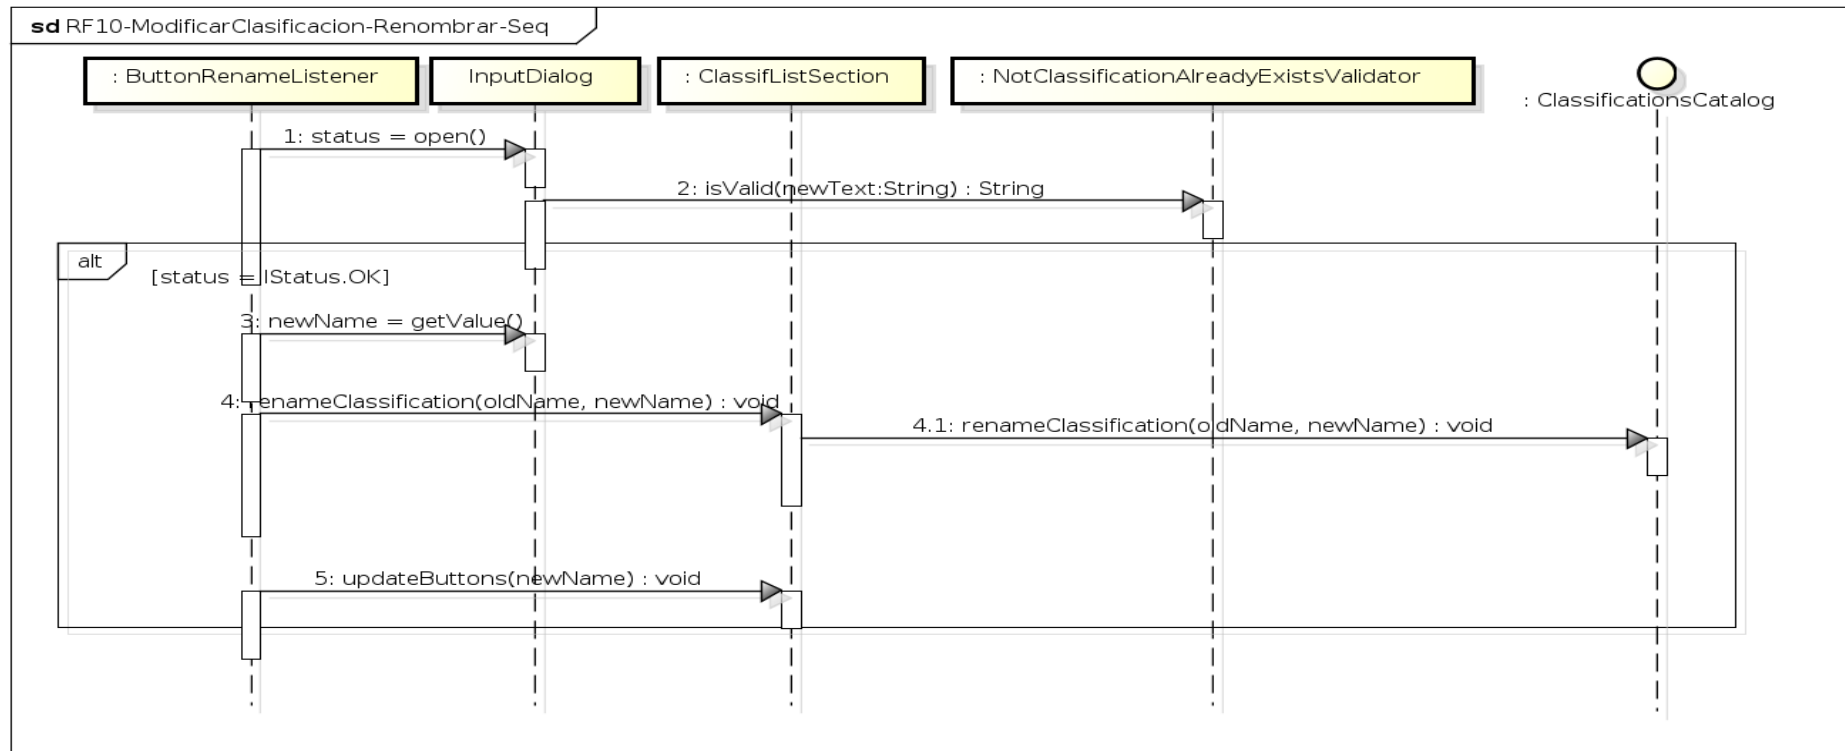 sd RF10-ModificarClasificacion-Renombrar-Seq
: ButtonRenameListener
InputDialog
: ClassifListSection
: NotClassificationAlreadyExistsValidator
: ClassificationsCatalog
1: status = open()
2: isValid(newText:String) : String
alt
[status = IStatus.OK]
3: newName = getValue()
4: renameClassification(oldName, newName) : void
4.1: renameClassification(oldName, newName) : void
5: updateButtons(newName) : void